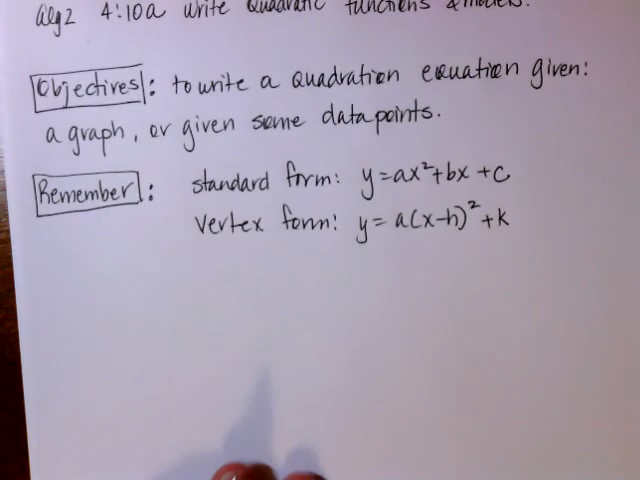 alg2 4.10a Write Quadratic functions & models.
Objectives: to write a quadration equation given:
a graph, or given some data points.
Remember: standard form: y=ax²+bx+c
vertex form: y=a(x-h)²+k